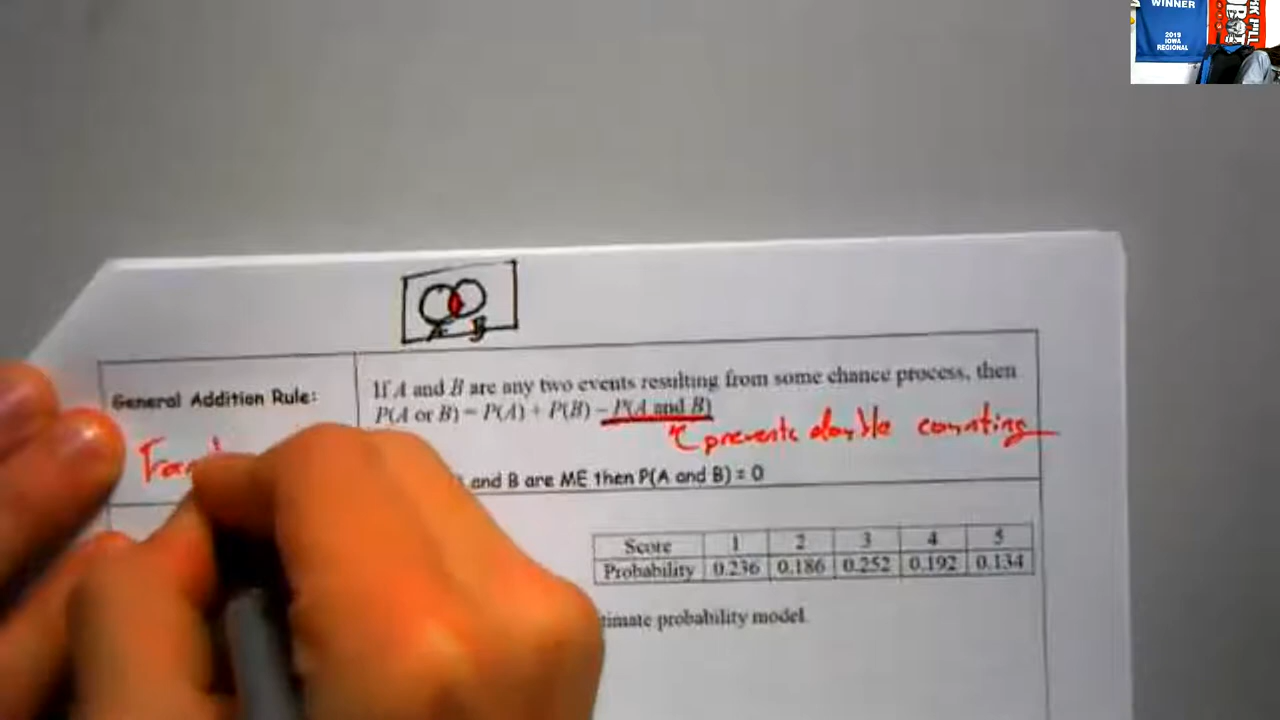 WINNER
2019
IOWA
REGIONAL
A B
General Addition Rule:
If A and B are any two events resulting from some chance process, then
P(A or B) = P(A) + P(B) - P(A and B)
prevents double counting
and B are ME then P(A and B) = 0
Score 1 2 3 4 5
Probability 0.236 0.186 0.252 0.192 0.134
timate probability model.